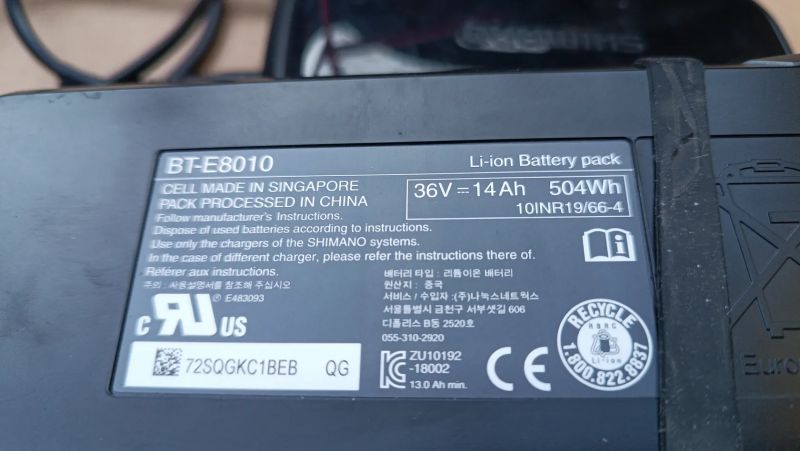 SHIMANO
BT-E8010
Li-ion Battery pack
CELL MADE IN SINGAPORE
PACK PROCESSED IN CHINA
36V ⎓ 14Ah 504Wh
10INR19/66-4
Follow manufacturer's Instructions.
Dispose of used batteries according to instructions.
Use only the chargers of the SHIMANO systems.
In the case of different charger, please refer the instructions there of.
Référer aux instructions.
주의 : 사용설명서를 참조해 주십시오
배터리 타입 : 리튬이온 배터리
원산지 : 중국
서비스 / 수입자 : (주)나눅스네트웍스
서울특별시 금천구 서부샛길 606
디폴리스 B동 2520호
055-310-2920
® E483093
c RU US
72SQGKC1BEB QG
ZU10192
-18002
13.0 Ah min.
CE
RECYCLE
RBRC
Li-ion
1.800.822.8837
Euro